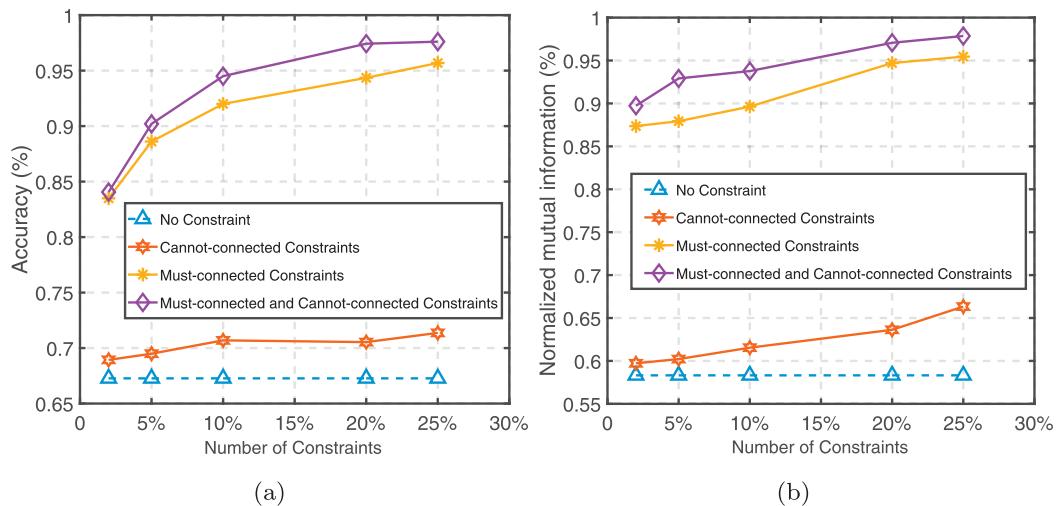 1
0.95
0.9
0.85
0.8
0.75
0.7
0.65
Accuracy (%)
No Constraint
Cannot-connected Constraints
Must-connected Constraints
Must-connected and Cannot-connected Constraints
0 5% 10% 15% 20% 25% 30%
Number of Constraints
(a)
1
0.95
0.9
0.85
0.8
0.75
0.7
0.65
0.6
0.55
Normalized mutual information (%)
No Constraint
Cannot-connected Constraints
Must-connected Constraints
Must-connected and Cannot-connected Constraints
0 5% 10% 15% 20% 25% 30%
Number of Constraints
(b)